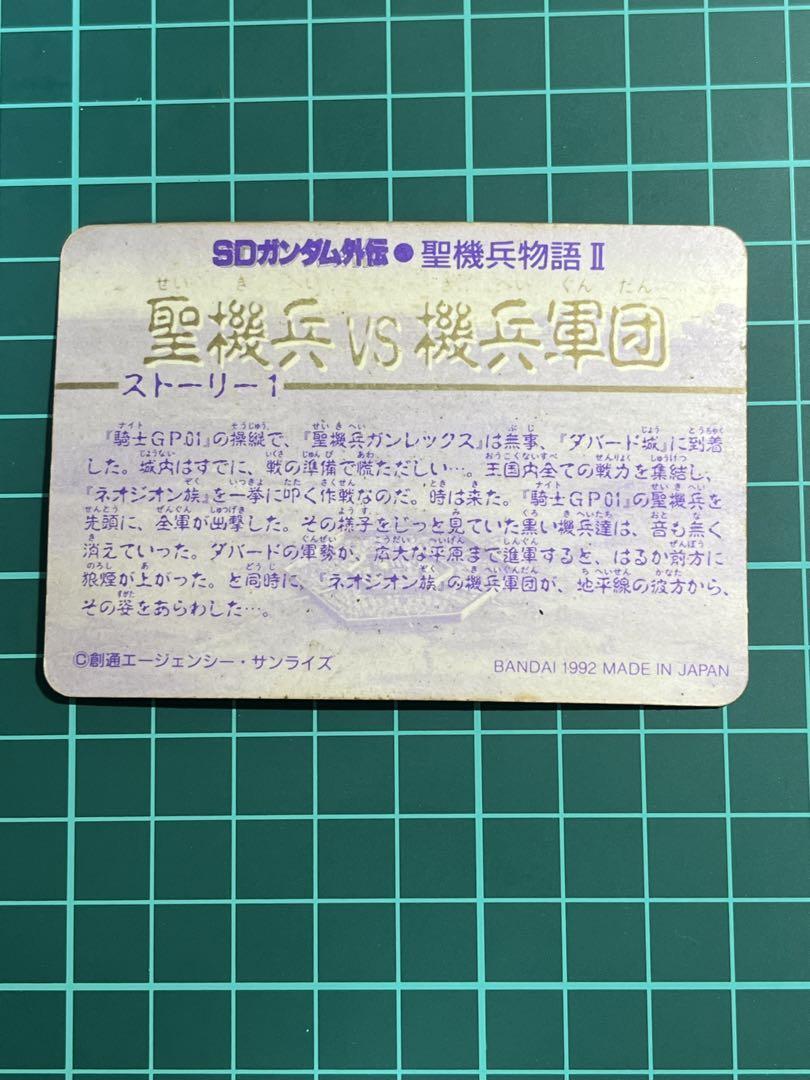 SDガンダム外伝●聖機兵物語Ⅱ
せいきへい きへいぐんだん
聖機兵VS機兵軍団
ストーリー1
『騎士GP01』の操縦で、『聖機兵ガンレックス』は無事、『ダバード城』に到着
した。城内はすでに、戦の準備で慌ただしい…。王国内全ての戦力を集結し、
『ネオジオン族』を一挙に叩く作戦なのだ。時は来た。『騎士GP01』の聖機兵を
先頭に、全軍が出撃した。その様子をじっと見ていた黒い機兵達は、音も無く
消えていった。ダバードの軍勢が、広大な平原まで進軍すると、はるか前方に
狼煙が上がった。と同時に、『ネオジオン族』の機兵軍団が、地平線の彼方から、
その姿をあらわした…。
©創通エージェンシー・サンライズ
BANDAI 1992 MADE IN JAPAN